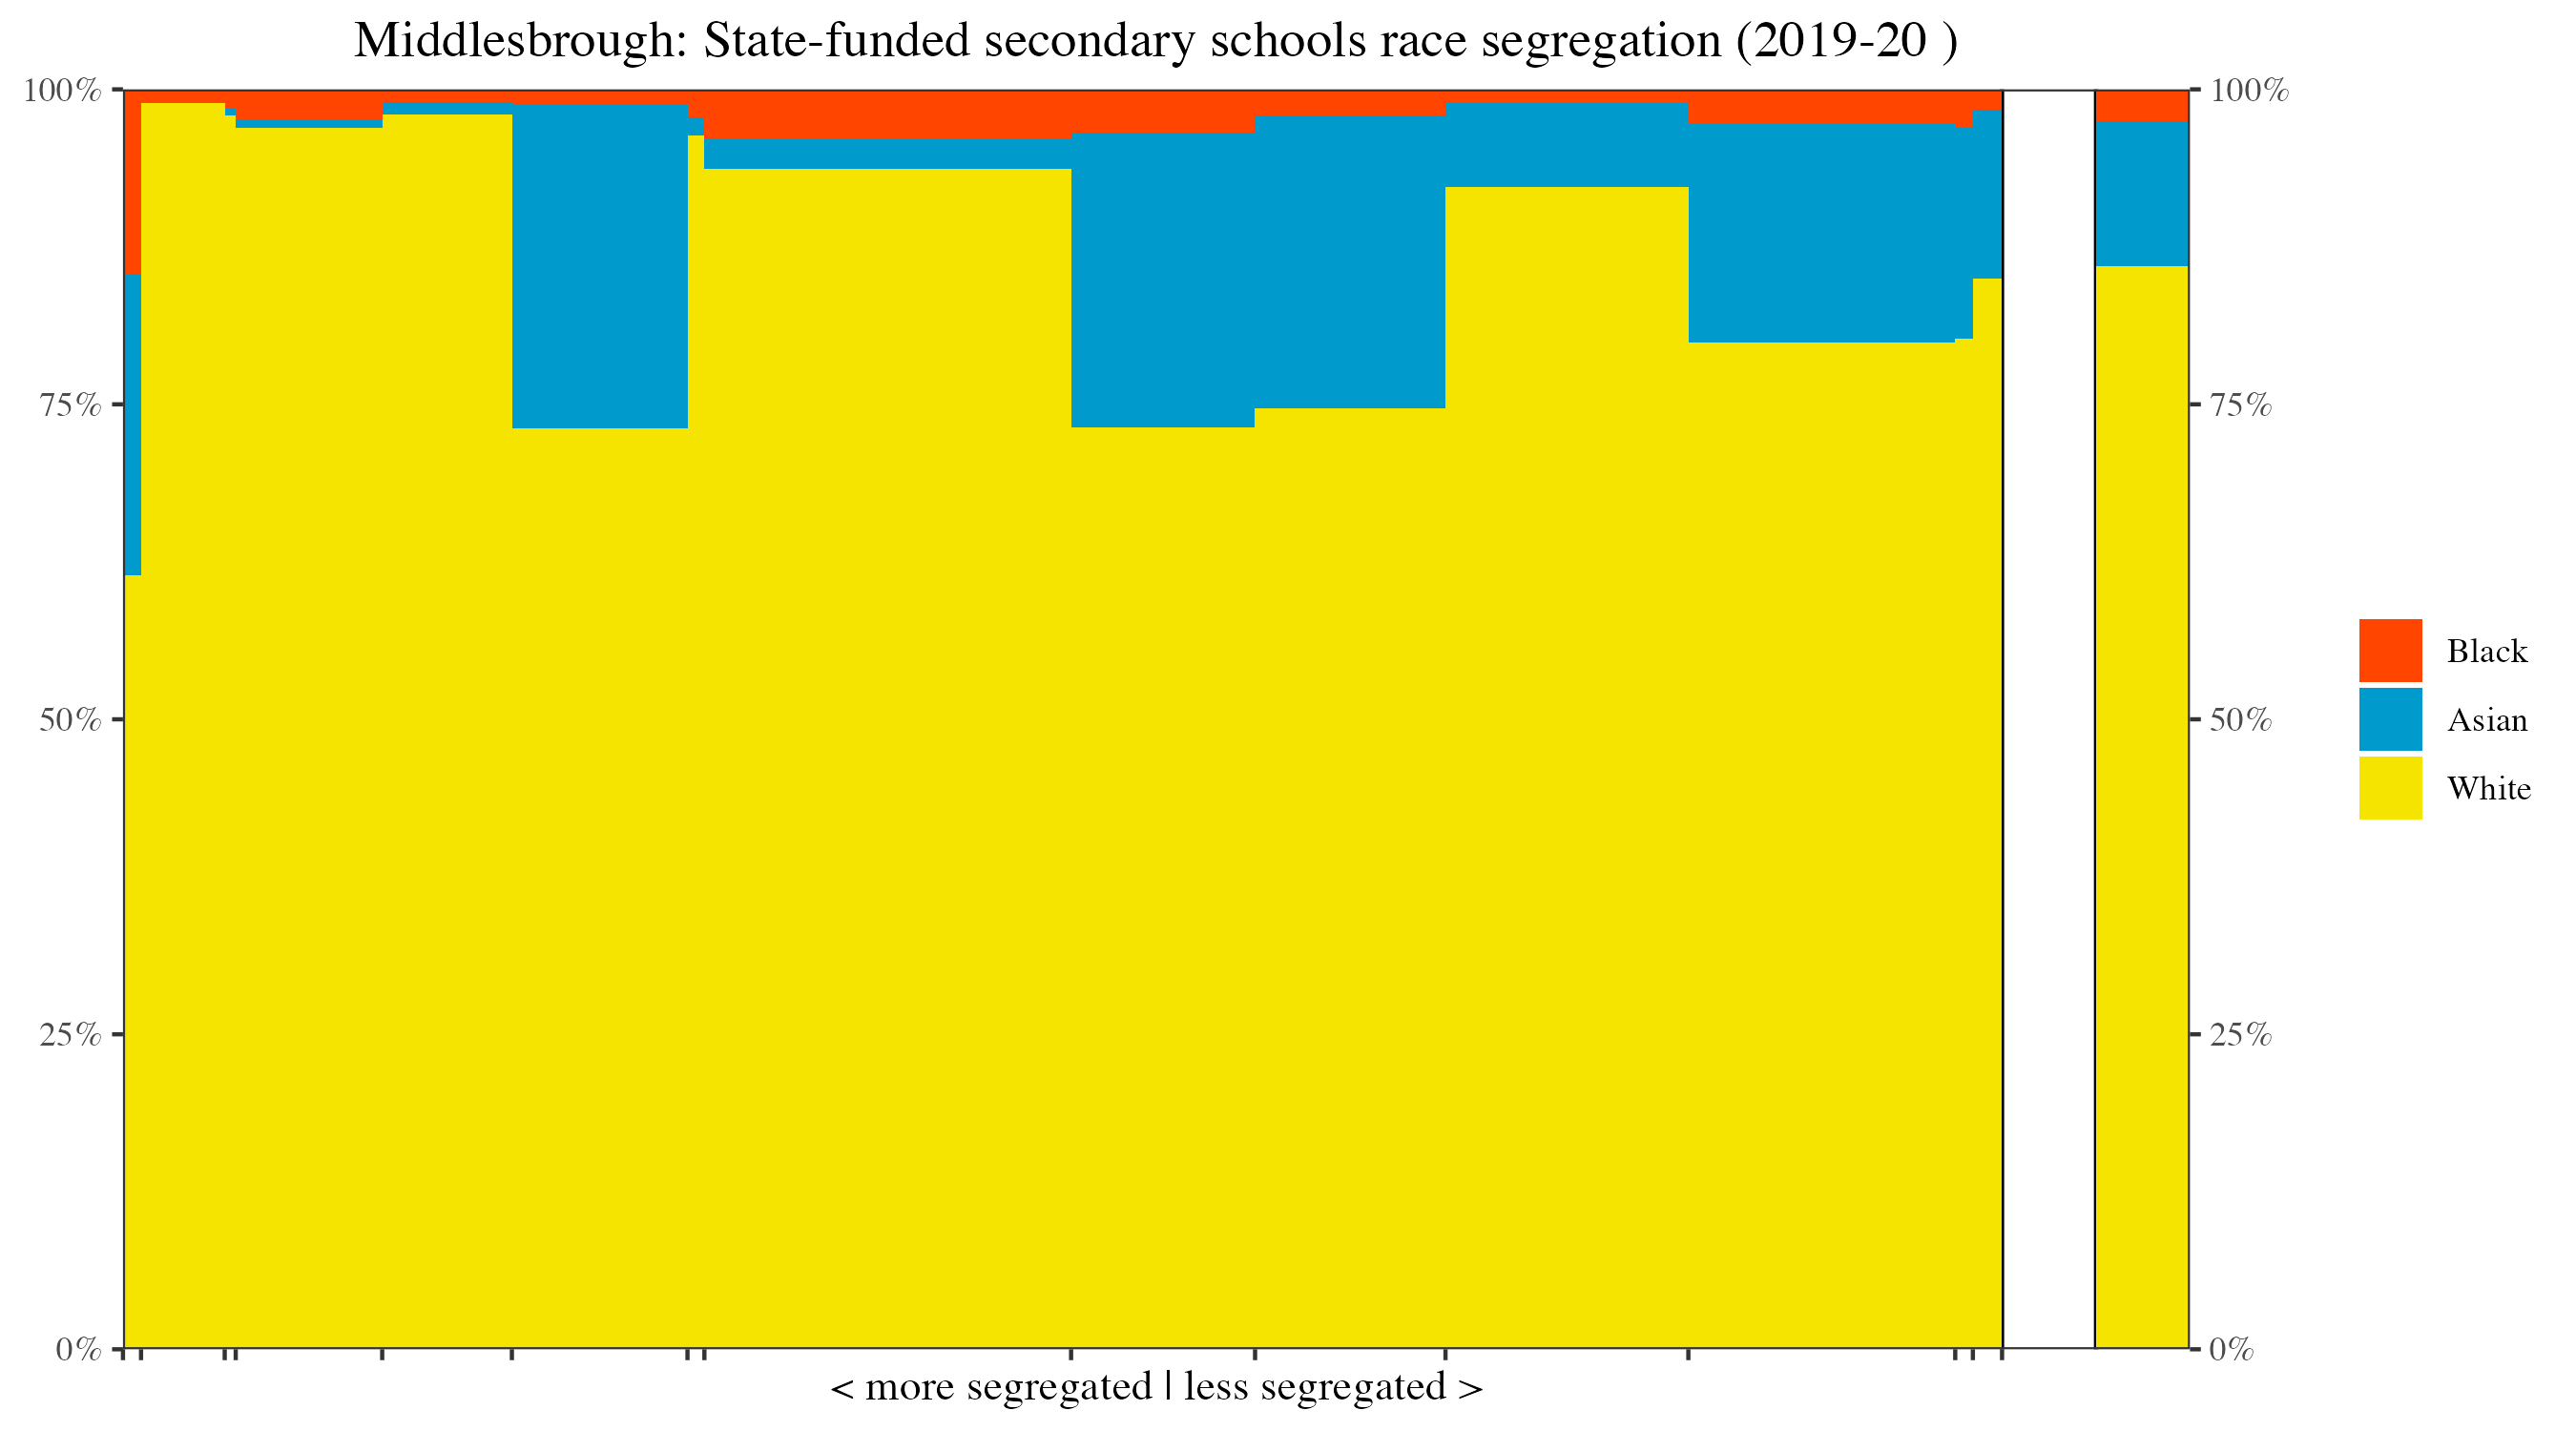 Middlesbrough: State-funded secondary schools race segregation (2019-20 )
100%
75%
50%
25%
0%
100%
75%
50%
25%
0%
Black
Asian
White
< more segregated | less segregated >